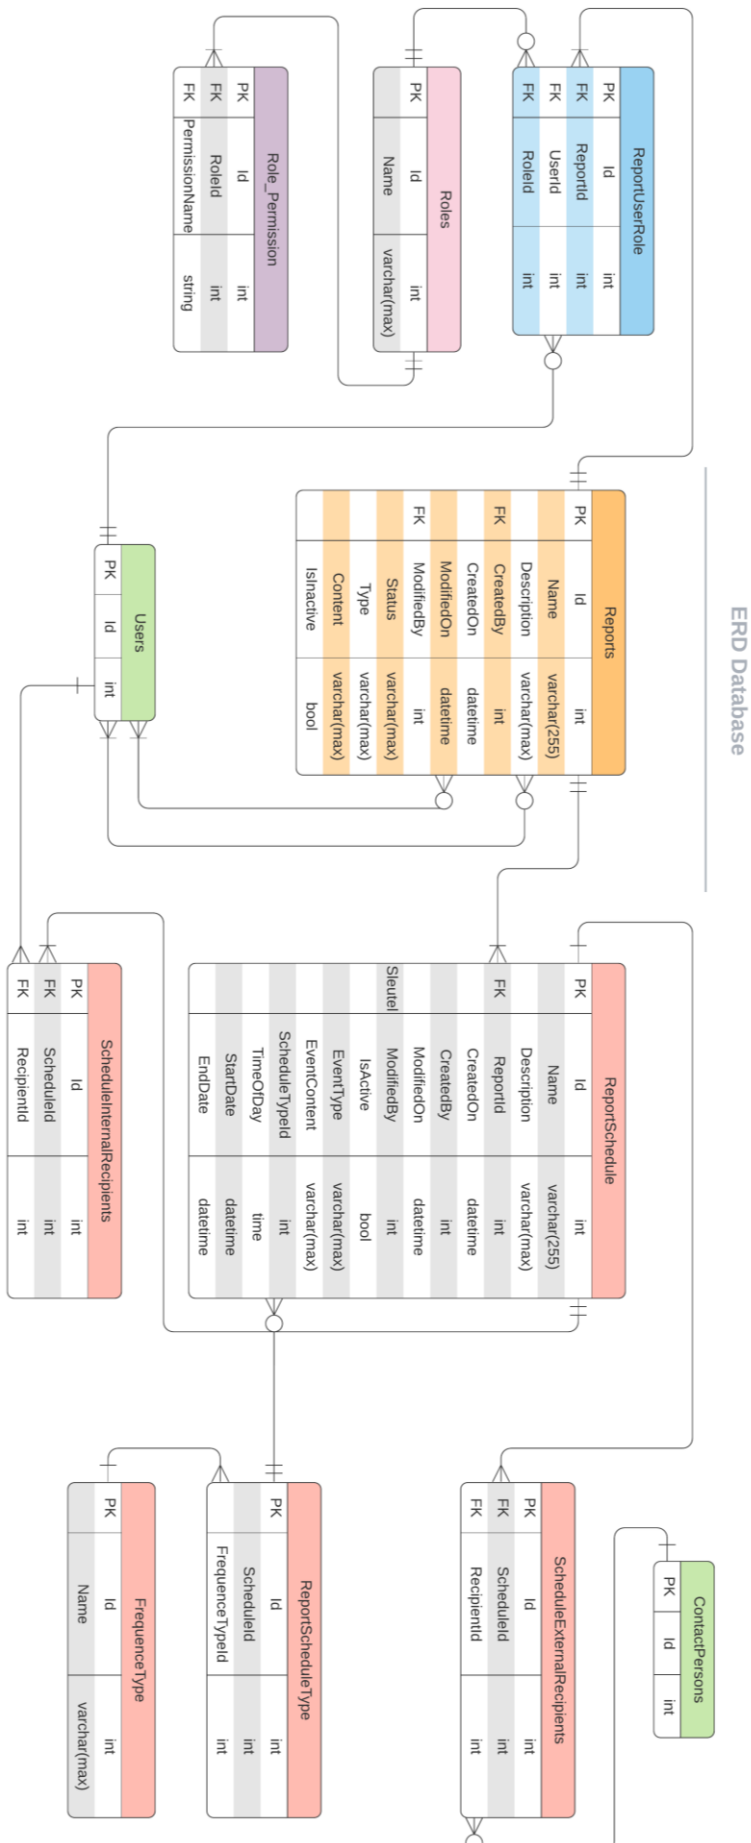 ERD Database
ReportUserRole
PK Id int
FK ReportId int
FK UserId int
FK RoleId int
Roles
PK Id int
Name varchar(max)
Role_Permission
PK Id int
FK RoleId int
FK PermissionName string
Reports
PK Id int
Name varchar(255)
Description varchar(max)
FK CreatedBy int
CreatedOn datetime
ModifiedOn datetime
FK ModifiedBy int
Status varchar(max)
Type varchar(max)
Content varchar(max)
IsInactive bool
Users
PK Id int
ReportSchedule
PK Id int
Name varchar(255)
Description varchar(max)
FK ReportId int
CreatedOn datetime
CreatedBy int
ModifiedOn datetime
Sleutel ModifiedBy int
IsActive bool
EventType varchar(max)
EventContent varchar(max)
ScheduleTypeId int
TimeOfDay time
StartDate datetime
EndDate datetime
ScheduleInternalRecipients
PK Id int
FK ScheduleId int
FK RecipientId int
ContactPersons
PK Id int
ScheduleExternalRecipients
PK Id int
FK ScheduleId int
FK RecipientId int
ReportScheduleType
PK Id int
ScheduleId int
FrequenceTypeId int
FrequenceType
PK Id int
Name varchar(max)